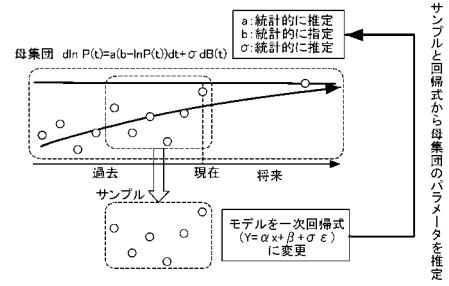 a:統計的に推定
b:統計的に指定
σ:統計的に推定
母集団 dln P(t)=a(b-lnP(t))dt+σdB(t)
過去
現在
将来
サンプル
モデルを一次回帰式
(Y=αx+β+σε)
に変更
サンプルと回帰式から母集団のパラメータを推定